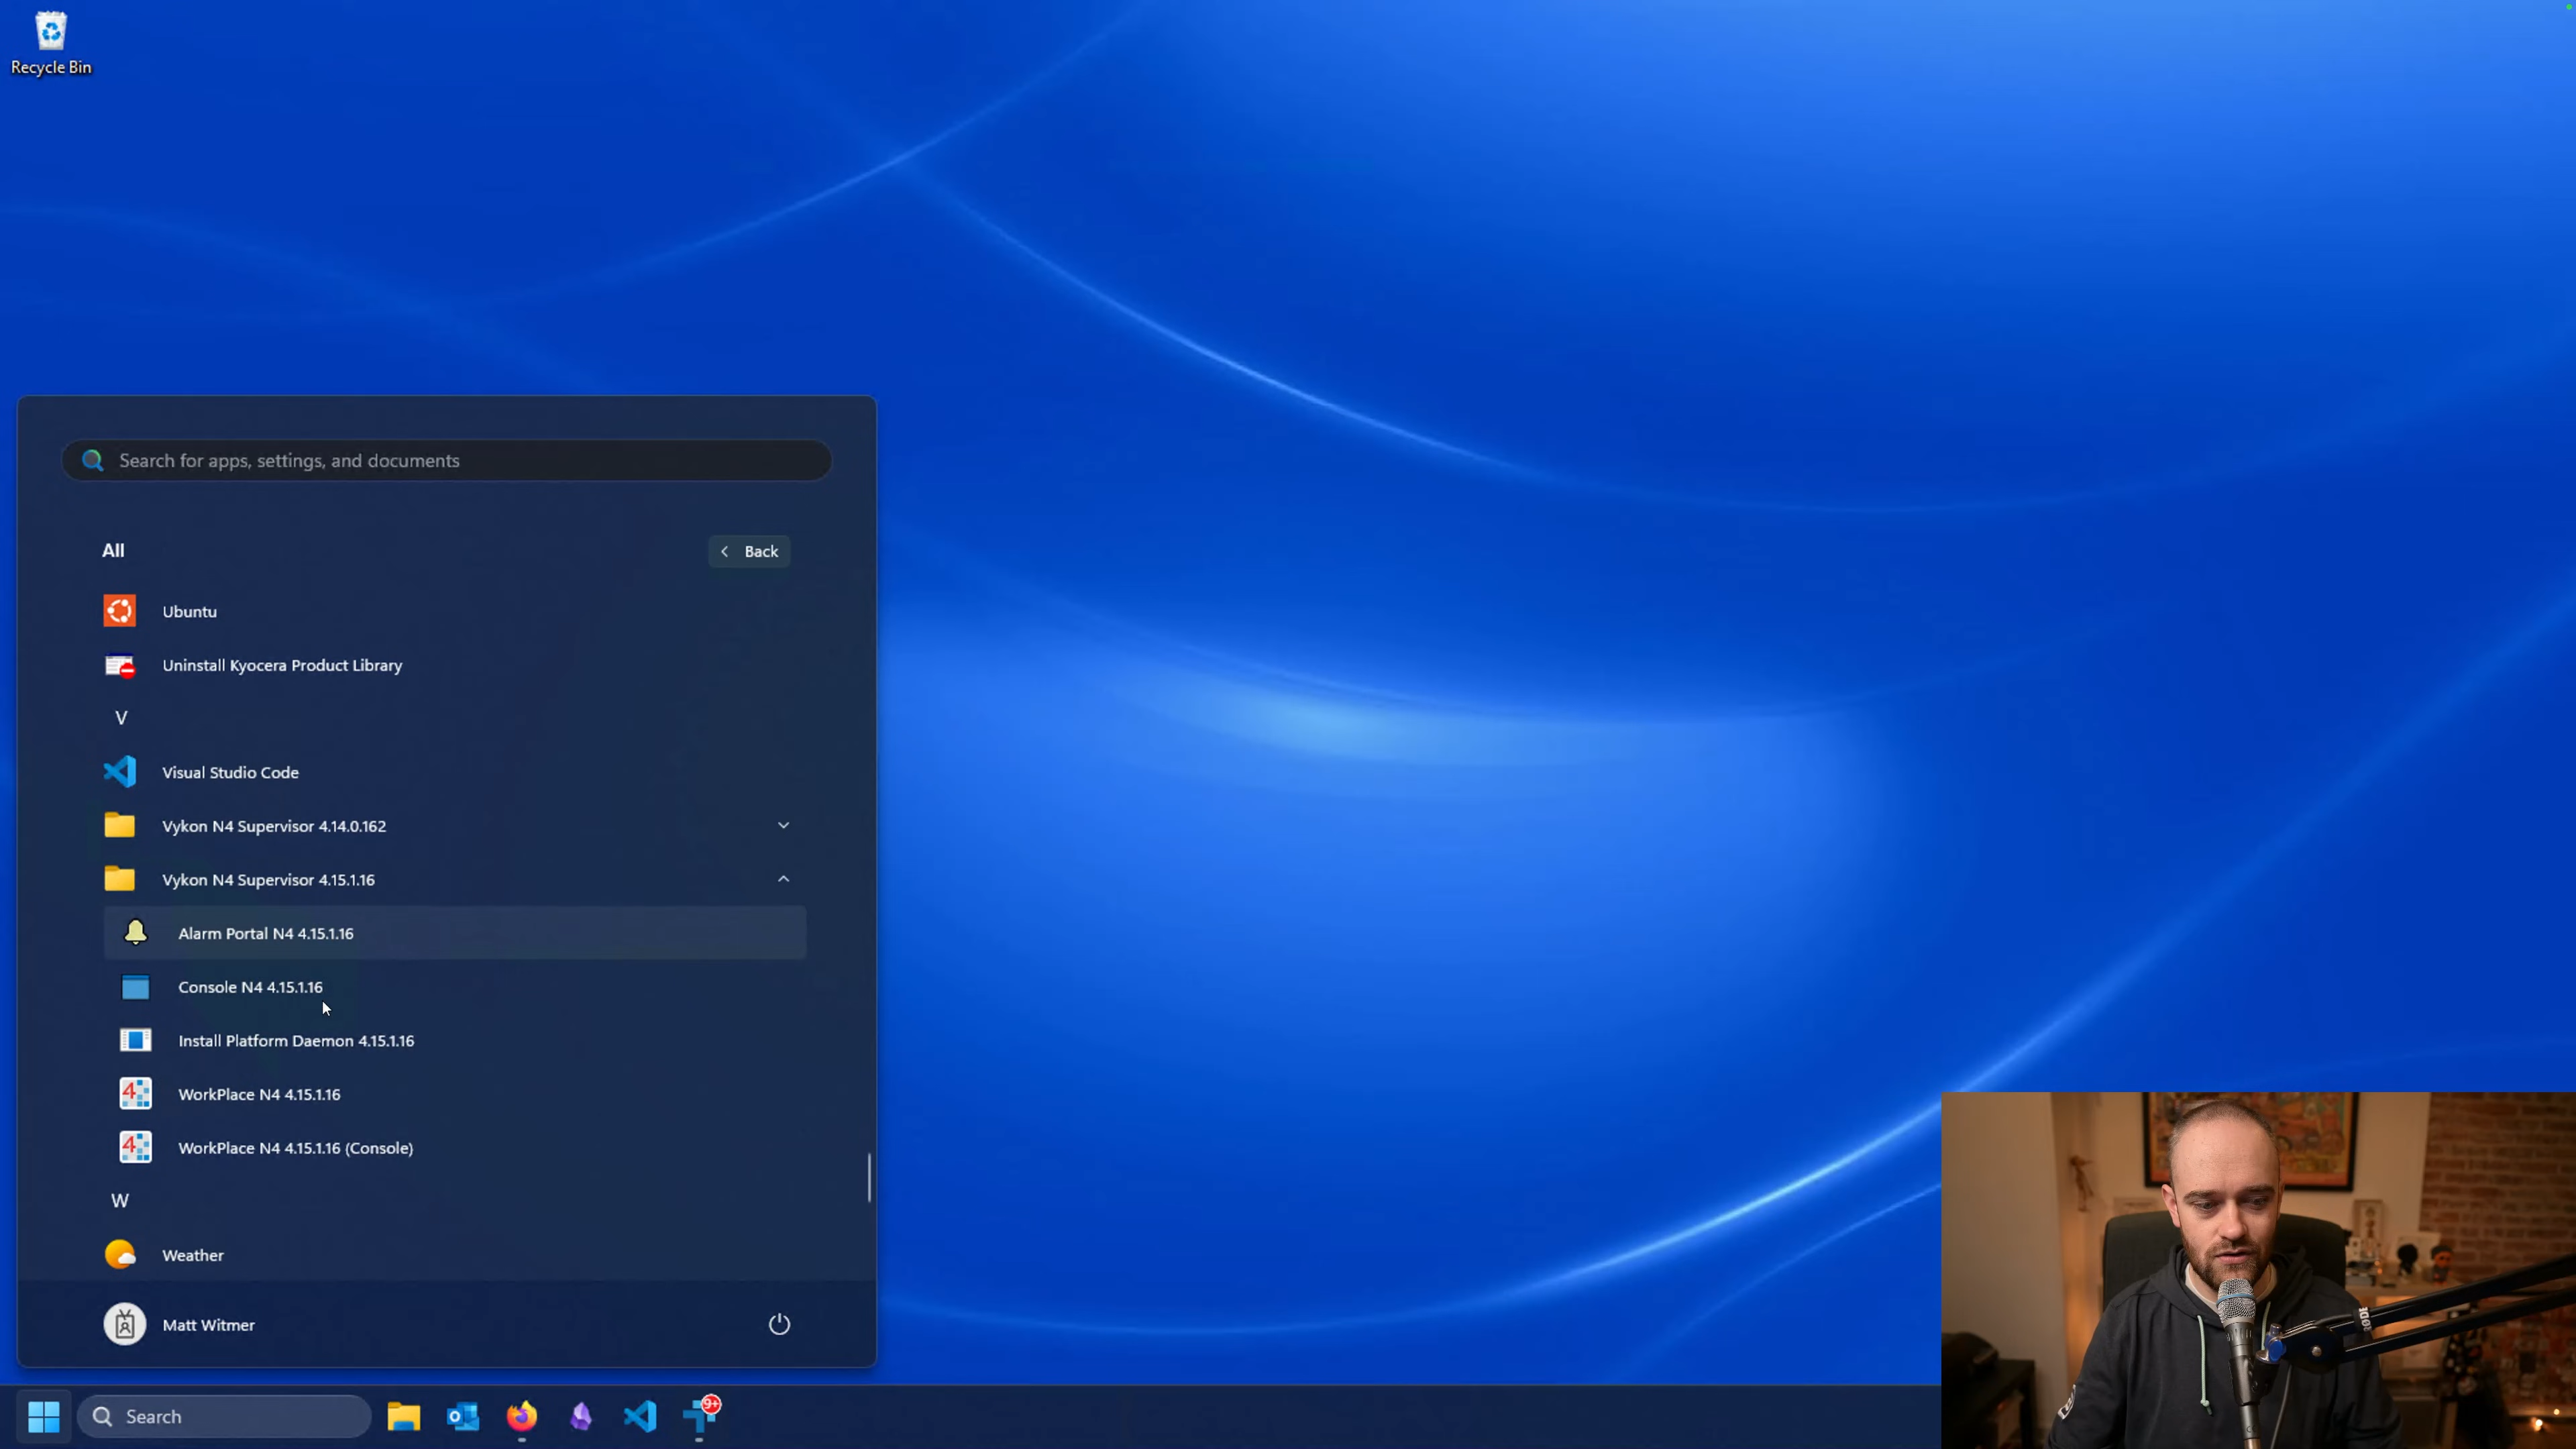 Recycle Bin
Search for apps, settings, and documents
All
Back
Ubuntu
Uninstall Kyocera Product Library
V
Visual Studio Code
Vykon N4 Supervisor 4.14.0.162
Vykon N4 Supervisor 4.15.1.16
Alarm Portal N4 4.15.1.16
Console N4 4.15.1.16
Install Platform Daemon 4.15.1.16
WorkPlace N4 4.15.1.16
WorkPlace N4 4.15.1.16 (Console)
W
Weather
Matt Witmer
Search
9+
RØDE